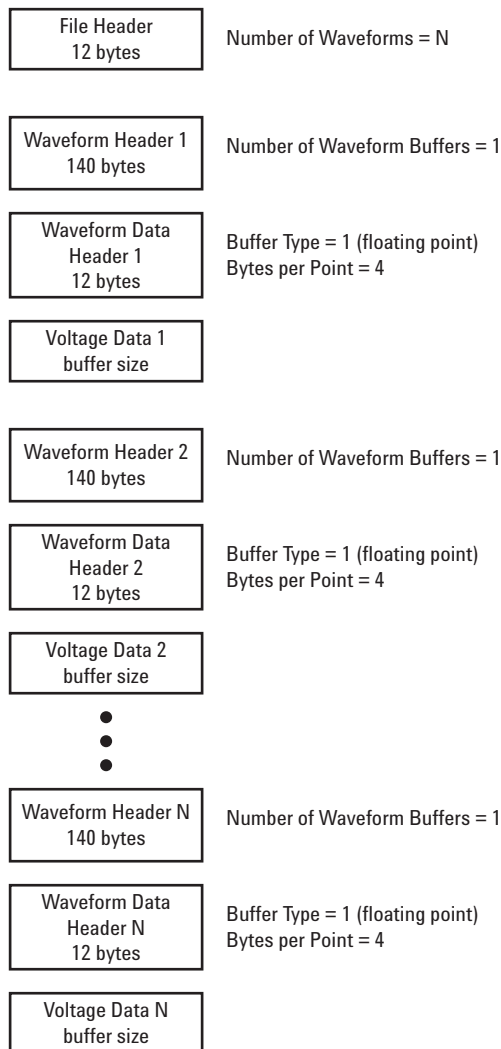 File Header
12 bytes
Number of Waveforms = N
Waveform Header 1
140 bytes
Number of Waveform Buffers = 1
Waveform Data
Header 1
12 bytes
Buffer Type = 1 (floating point)
Bytes per Point = 4
Voltage Data 1
buffer size
Waveform Header 2
140 bytes
Number of Waveform Buffers = 1
Waveform Data
Header 2
12 bytes
Buffer Type = 1 (floating point)
Bytes per Point = 4
Voltage Data 2
buffer size
Waveform Header N
140 bytes
Number of Waveform Buffers = 1
Waveform Data
Header N
12 bytes
Buffer Type = 1 (floating point)
Bytes per Point = 4
Voltage Data N
buffer size